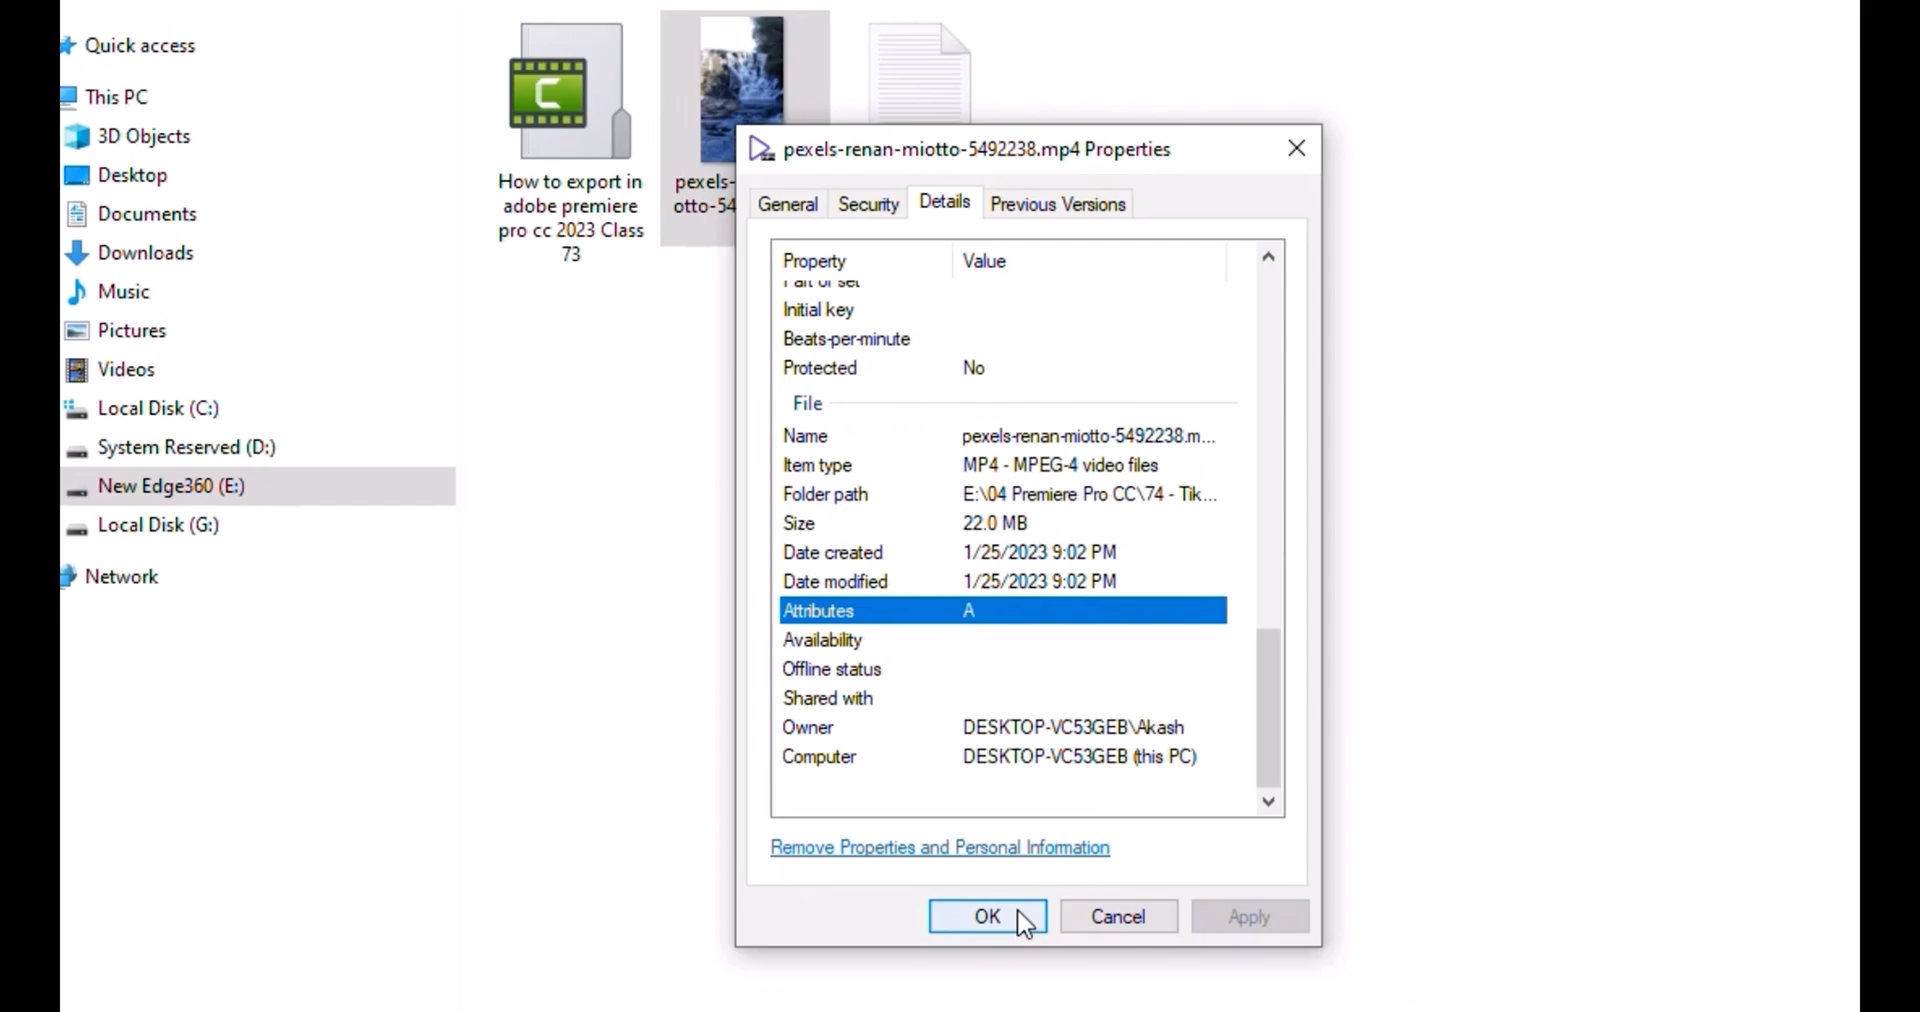 Quick access
This PC
3D Objects
Desktop
Documents
Downloads
Music
Pictures
Videos
Local Disk (C:)
System Reserved (D:)
New Edge360 (E:)
Local Disk (G:)
Network
C
How to export in
adobe premiere
pro cc 2023 Class
73
pexels-
otto-54
pexels-renan-miotto-5492238.mp4 Properties
General Security Details Previous Versions
Property Value
Part of set
Initial key
Beats-per-minute
Protected No
File
Name pexels-renan-miotto-5492238.m...
Item type MP4 - MPEG-4 video files
Folder path E:\04 Premiere Pro CC\74 - Tik...
Size 22.0 MB
Date created 1/25/2023 9:02 PM
Date modified 1/25/2023 9:02 PM
Attributes A
Availability
Offline status
Shared with
Owner DESKTOP-VC53GEB\Akash
Computer DESKTOP-VC53GEB (this PC)
Remove Properties and Personal Information
OK Cancel Apply